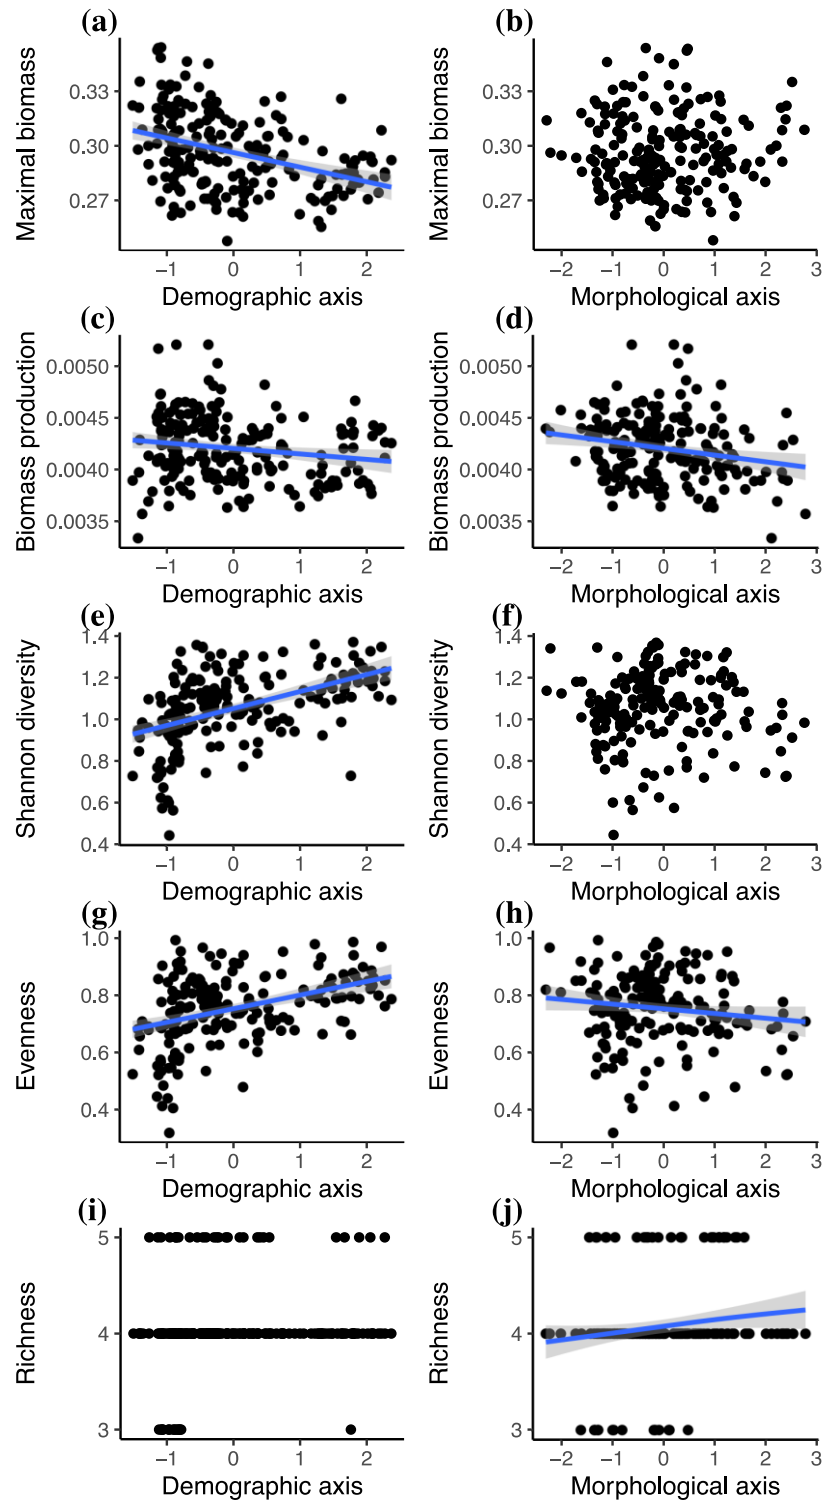 (a) (b)
Maximal biomass Maximal biomass
0.33 0.33
0.30 0.30
0.27 0.27
−1 0 1 2 −2 −1 0 1 2 3
Demographic axis Morphological axis
(c) (d)
Biomass production Biomass production
0.0050 0.0050
0.0045 0.0045
0.0040 0.0040
0.0035 0.0035
−1 0 1 2 −2 −1 0 1 2 3
Demographic axis Morphological axis
(e) (f)
Shannon diversity Shannon diversity
1.4 1.4
1.2 1.2
1.0 1.0
0.8 0.8
0.6 0.6
0.4 0.4
−1 0 1 2 −2 −1 0 1 2 3
Demographic axis Morphological axis
(g) (h)
Evenness Evenness
1.0 1.0
0.8 0.8
0.6 0.6
0.4 0.4
−1 0 1 2 −2 −1 0 1 2 3
Demographic axis Morphological axis
(i) (j)
Richness Richness
5 5
4 4
3 3
−1 0 1 2 −2 −1 0 1 2 3
Demographic axis Morphological axis